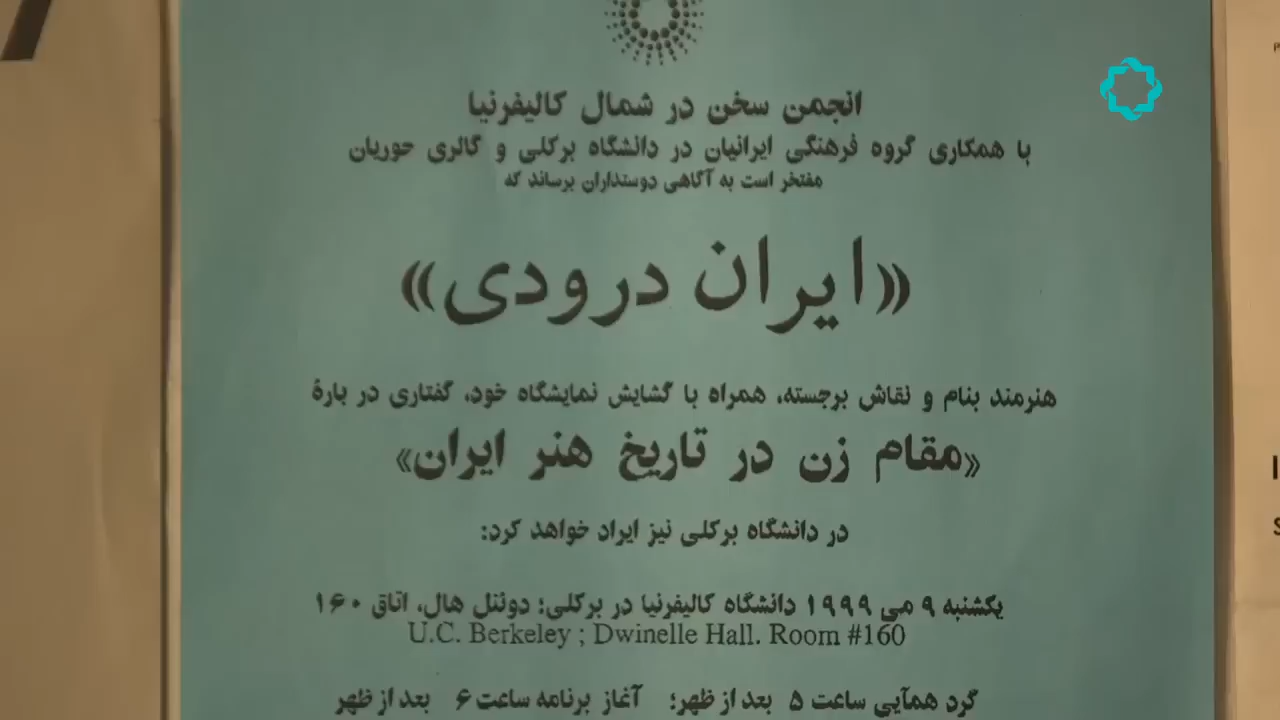 انجمن سخن در شمال کالیفرنیا
با همکاری گروه فرهنگی ایرانیان در دانشگاه برکلی و گالری حوریان
مفتخر است به آگاهی دوستداران برساند که
«ایران درودی»
هنرمند بنام و نقاش برجسته، همراه با گشایش نمایشگاه خود، گفتاری در بارهٔ
«مقام زن در تاریخ هنر ایران»
در دانشگاه برکلی نیز ایراد خواهد کرد:
یکشنبه ۹ می ۱۹۹۹ دانشگاه کالیفرنیا در برکلی؛ دوئنل هال، اتاق ۱۶۰
U.C. Berkeley ; Dwinelle Hall. Room #160
گرد همآیی ساعت ۵ بعد از ظهر؛ آغاز برنامه ساعت ۶ بعد از ظهر